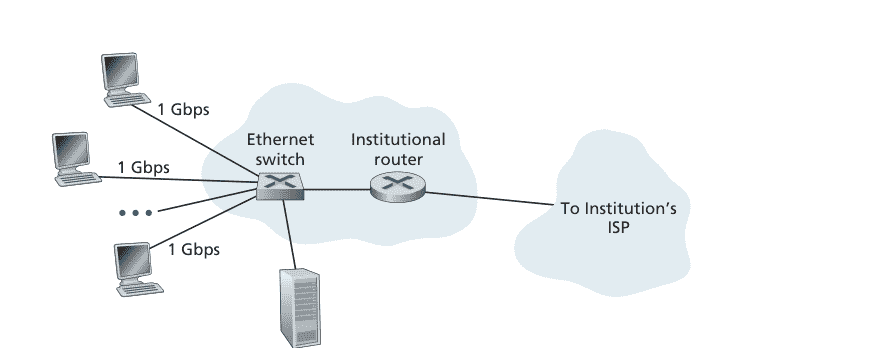 1 Gbps
Ethernet
switch
Institutional
router
1 Gbps
To Institution's
ISP
1 Gbps